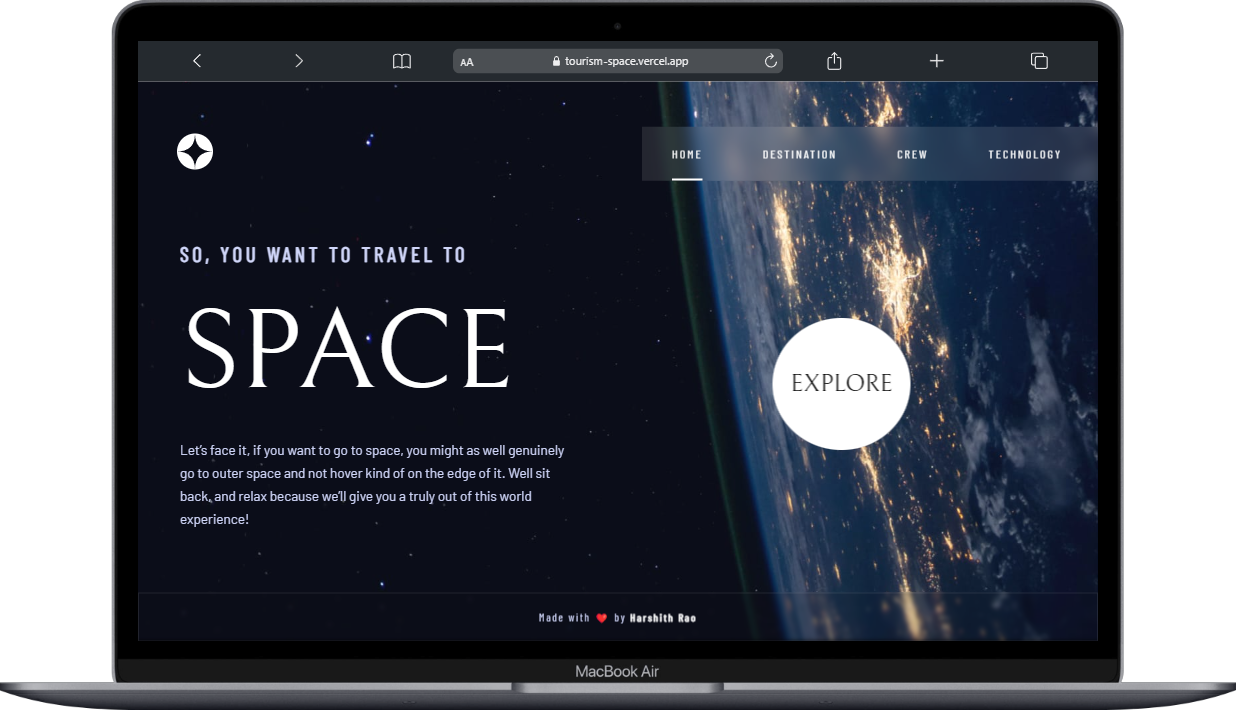 AA
tourism-space.vercel.app
HOME DESTINATION CREW TECHNOLOGY
SO, YOU WANT TO TRAVEL TO
SPACE
EXPLORE
Let's face it, if you want to go to space, you might as well genuinely
go to outer space and not hover kind of on the edge of it. Well sit
back, and relax because we'll give you a truly out of this world
experience!
Made with ❤️ by Harshith Rao
MacBook Air